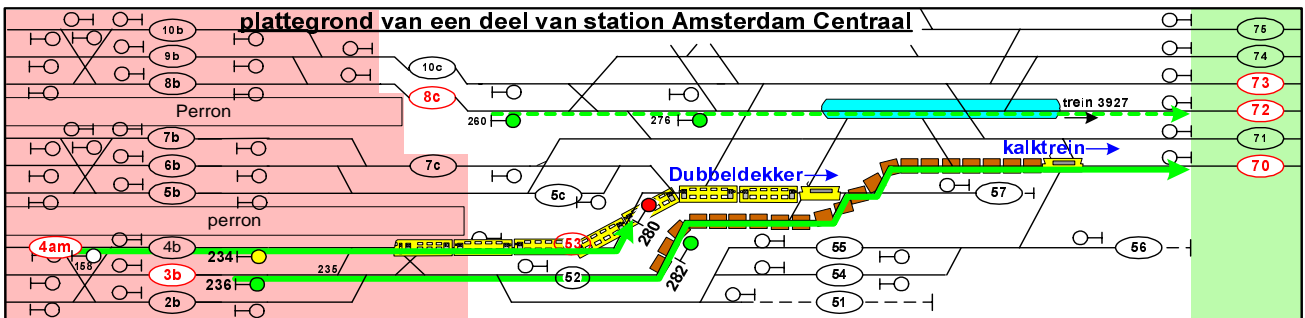 plattegrond van een deel van station Amsterdam Centraal
10b
75
9b
10c
74
8b
8c
73
Perron
260
276
trein 3927
72
7b
71
kalktrein
6b
7c
70
Dubbeldekker
5b
5c
57
perron
280
4am
4b
53
55
56
158
234
282
3b
235
52
54
236
2b
51